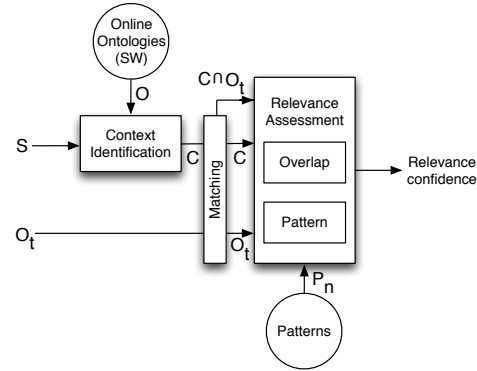 Online
Ontologies
(SW)
O
C∩Ot
S
Context
Identification
C
Matching
C
Relevance
Assessment
Overlap
Pattern
Relevance
confidence
Ot
Ot
Pn
Patterns